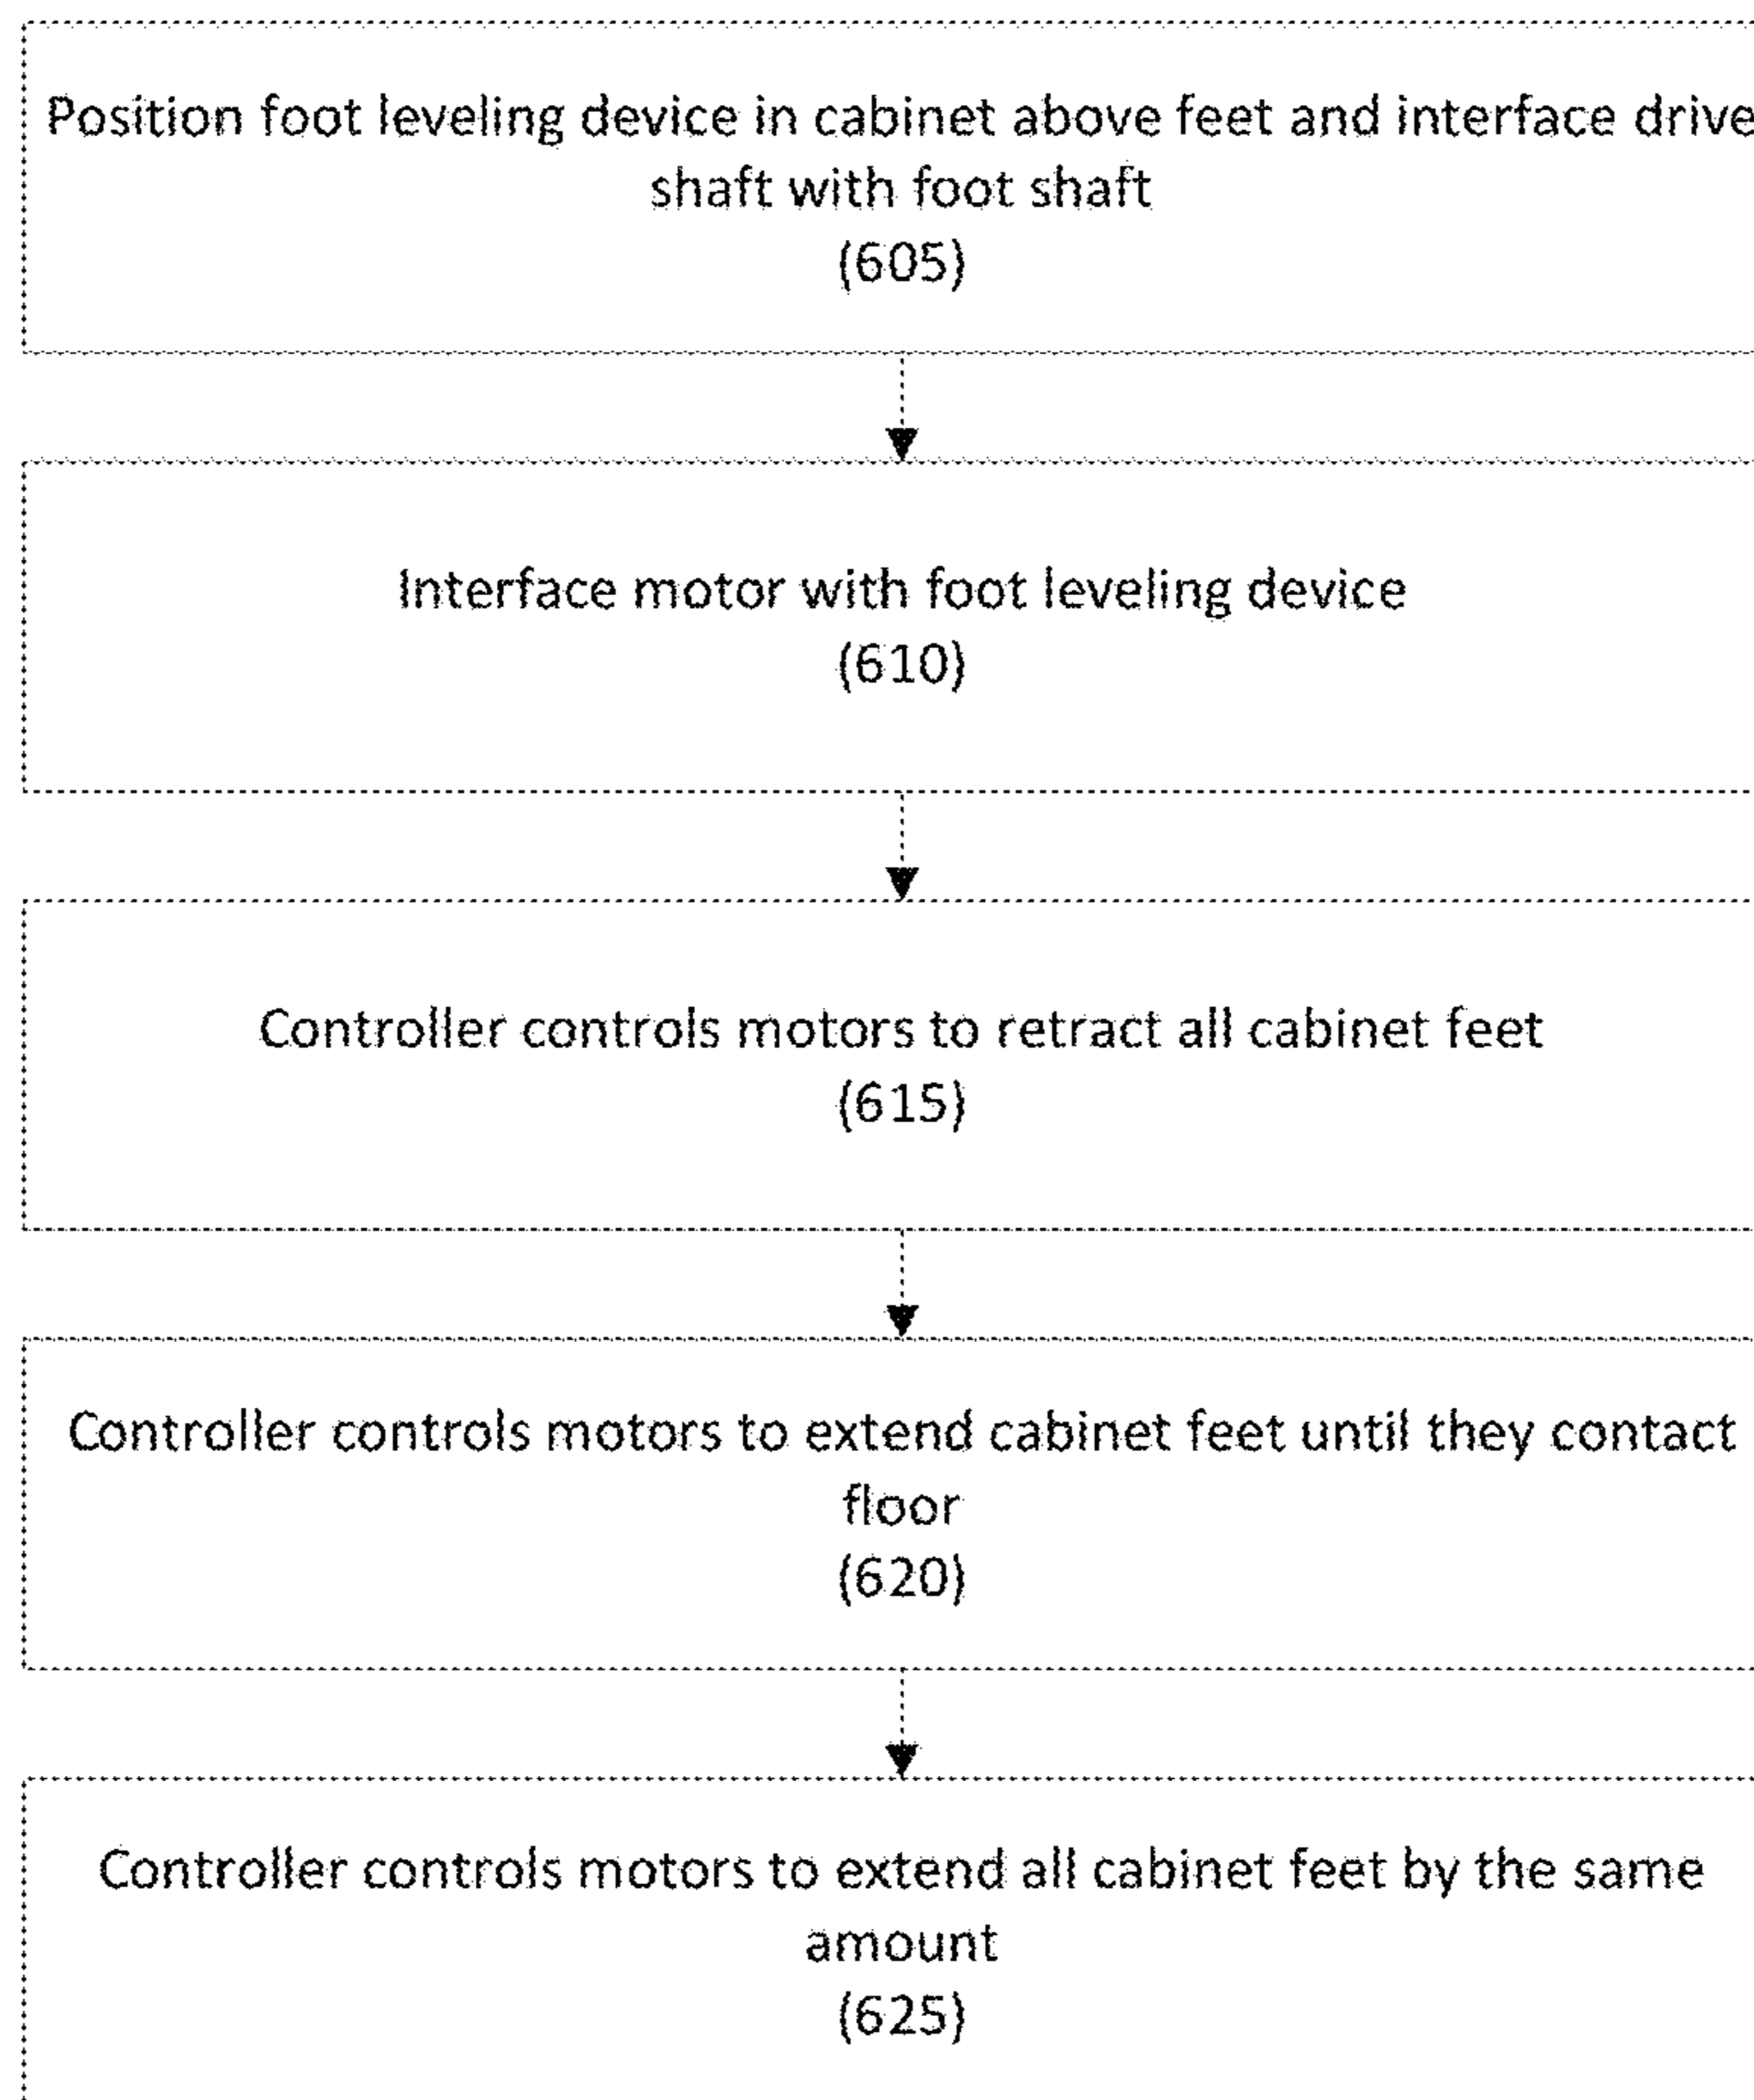 Position foot leveling device in cabinet above feet and interface drive
shaft with foot shaft
(605)
Interface motor with foot leveling device
(610)
Controller controls motors to retract all cabinet feet
(615)
Controller controls motors to extend cabinet feet until they contact
floor
(620)
Controller controls motors to extend all cabinet feet by the same
amount
(625)